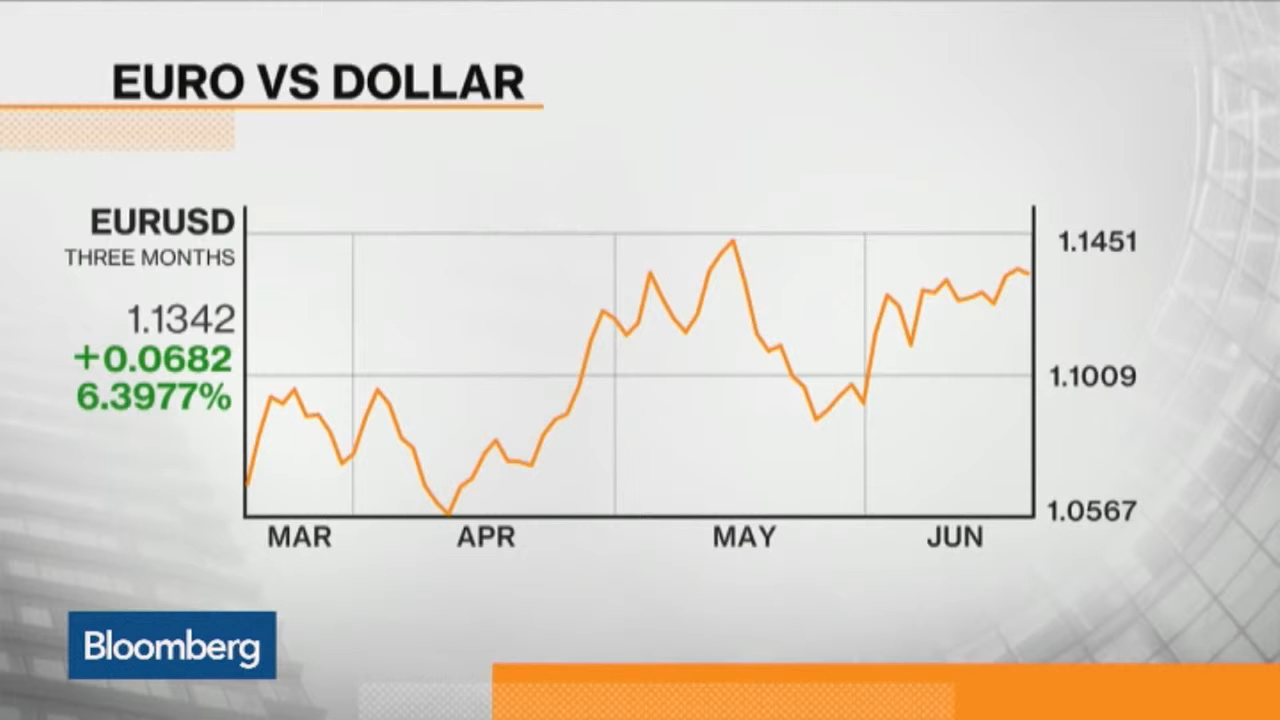 EURO VS DOLLAR
EURUSD
THREE MONTHS
1.1342
+0.0682
6.3977%
1.1451
1.1009
1.0567
MAR APR MAY JUN
Bloomberg